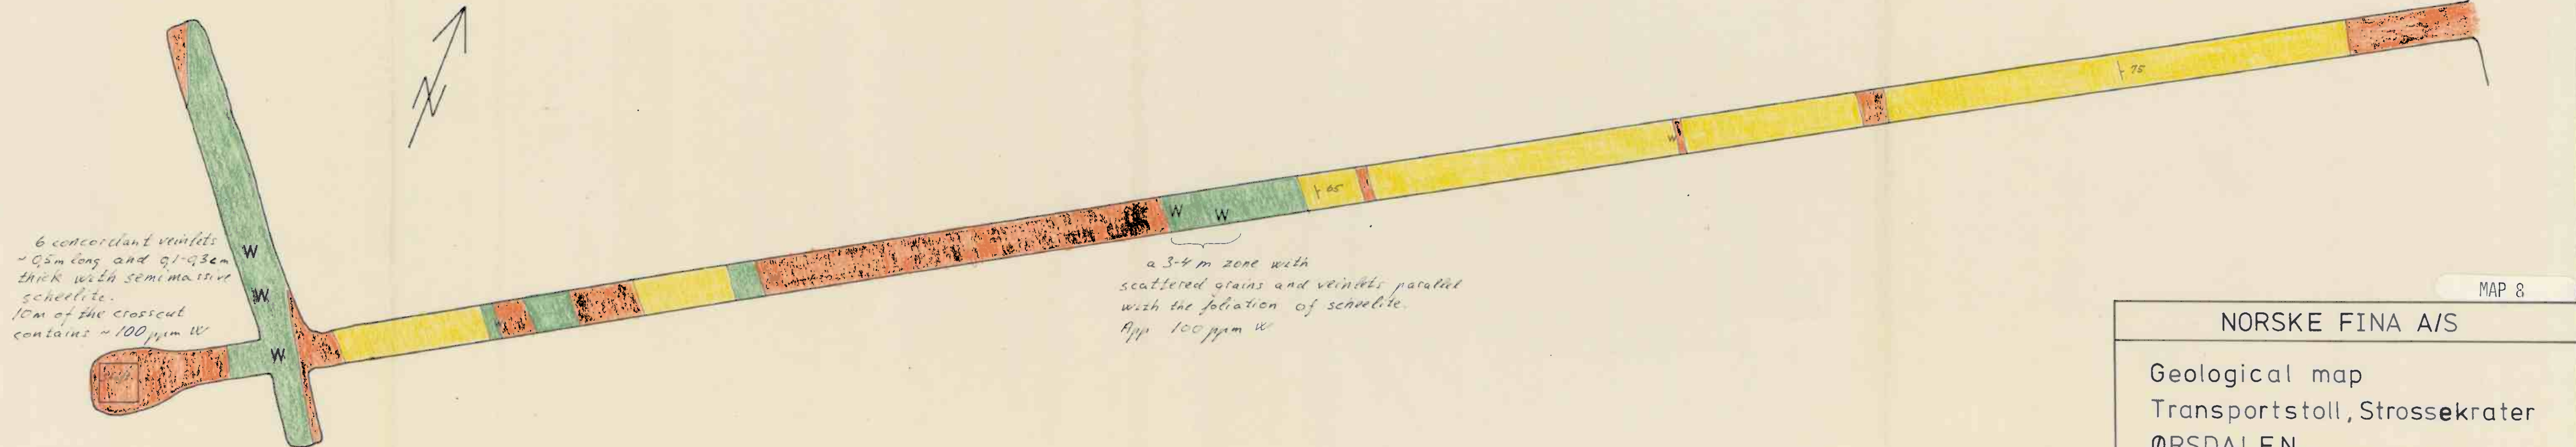 N
6 concordant veinlets
~0,5m long and 0,1-0,3cm
thick with semimassive
scheelite.
10m of the crosscut
contains ~100 ppm W
W
W
W
W W
a 3-4 m zone with
scattered grains and veinlets parallel
with the foliation of scheelite.
App 100 ppm W
65
W
75
MAP 8
NORSKE FINA A/S
Geological map
Transportstoll, Strossekrater
ØRSDALEN